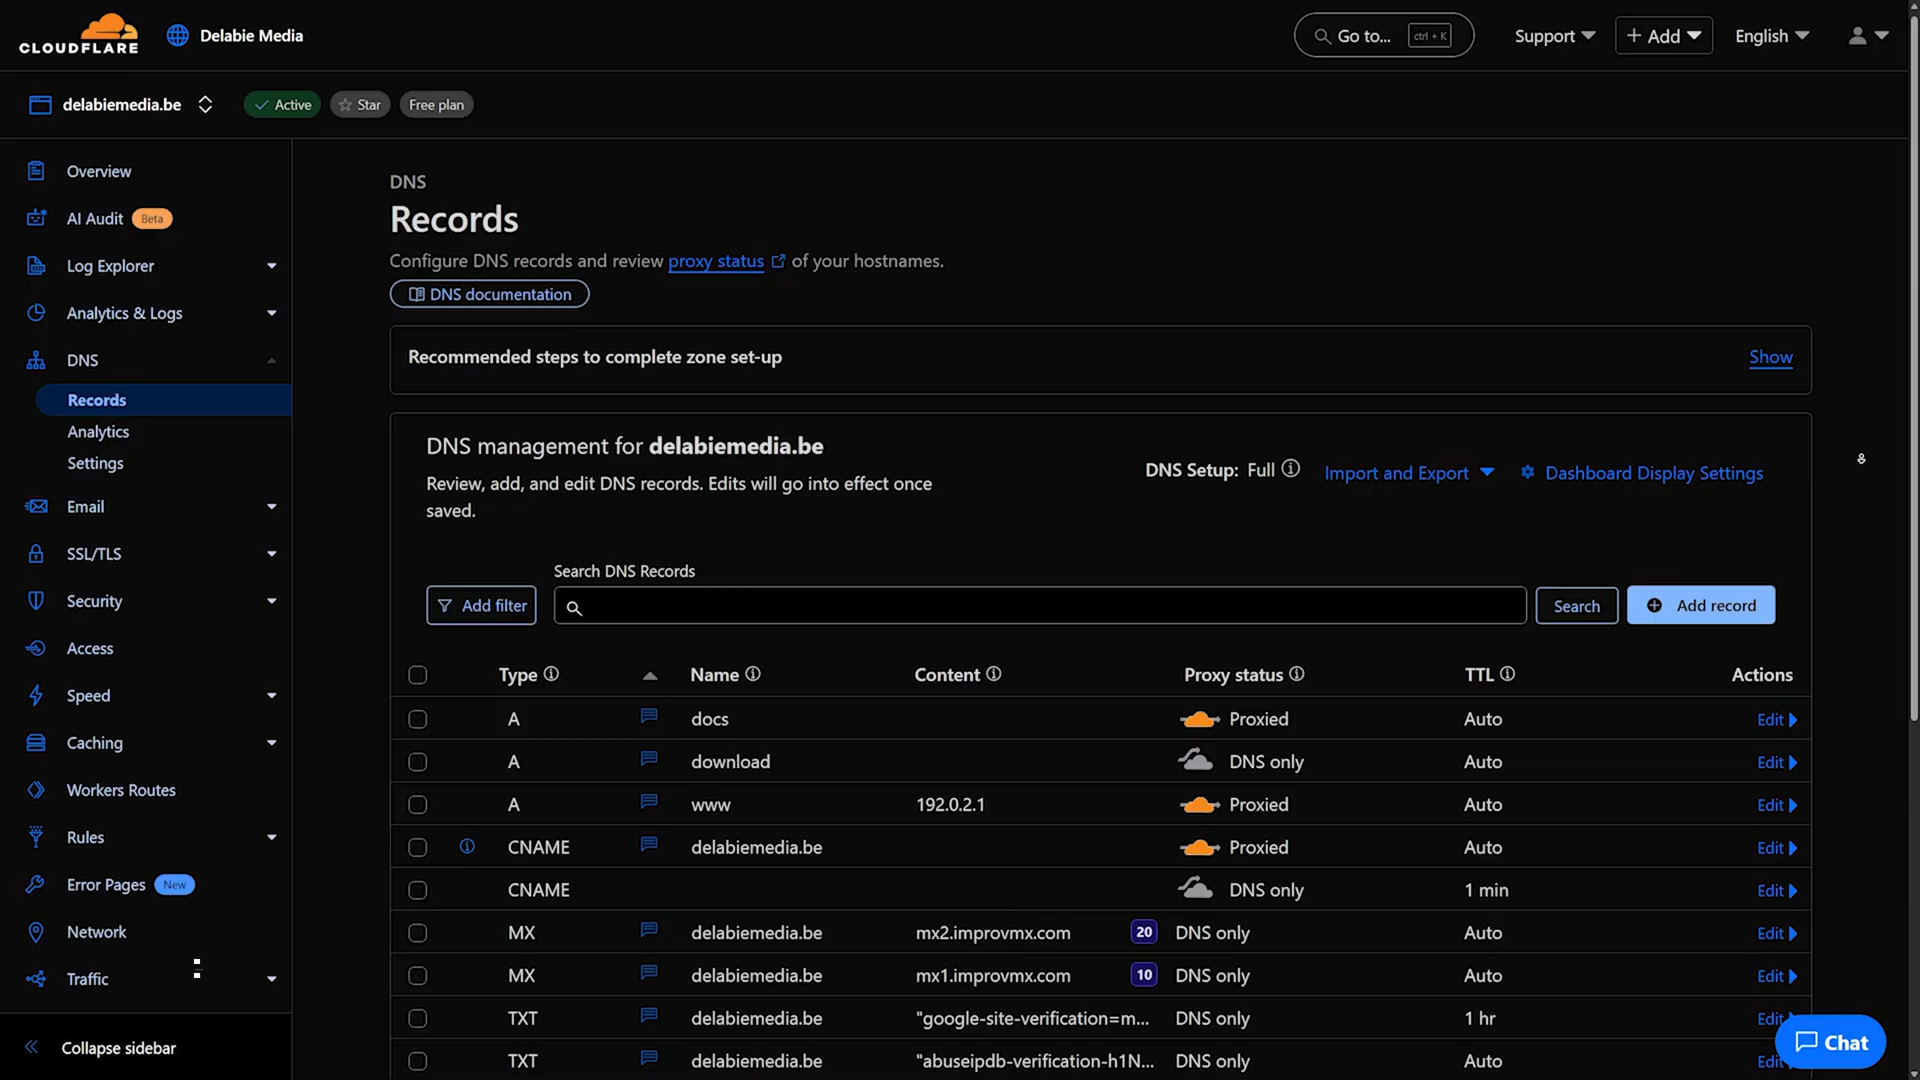 CLOUDFLARE
Delabie Media
Go to... ctrl + K
Support
+ Add
English
delabiemedia.be
Active
Star
Free plan
Overview
AI Audit Beta
Log Explorer
Analytics & Logs
DNS
Records
Analytics
Settings
Email
SSL/TLS
Security
Access
Speed
Caching
Workers Routes
Rules
Error Pages New
Network
Traffic
Collapse sidebar
DNS
Records
Configure DNS records and review proxy status of your hostnames.
DNS documentation
Recommended steps to complete zone set-up
Show
DNS management for delabiemedia.be
Review, add, and edit DNS records. Edits will go into effect once
saved.
DNS Setup: Full
Import and Export
Dashboard Display Settings
Search DNS Records
Add filter
Search
Add record
Type Name Content Proxy status TTL Actions
A docs Proxied Auto Edit
A download DNS only Auto Edit
A www 192.0.2.1 Proxied Auto Edit
CNAME delabiemedia.be Proxied Auto Edit
CNAME DNS only 1 min Edit
MX delabiemedia.be mx2.improvmx.com 20 DNS only Auto Edit
MX delabiemedia.be mx1.improvmx.com 10 DNS only Auto Edit
TXT delabiemedia.be "google-site-verification=m... DNS only 1 hr Edit
TXT delabiemedia.be "abuseipdb-verification-h1N... DNS only Auto Edit
Chat